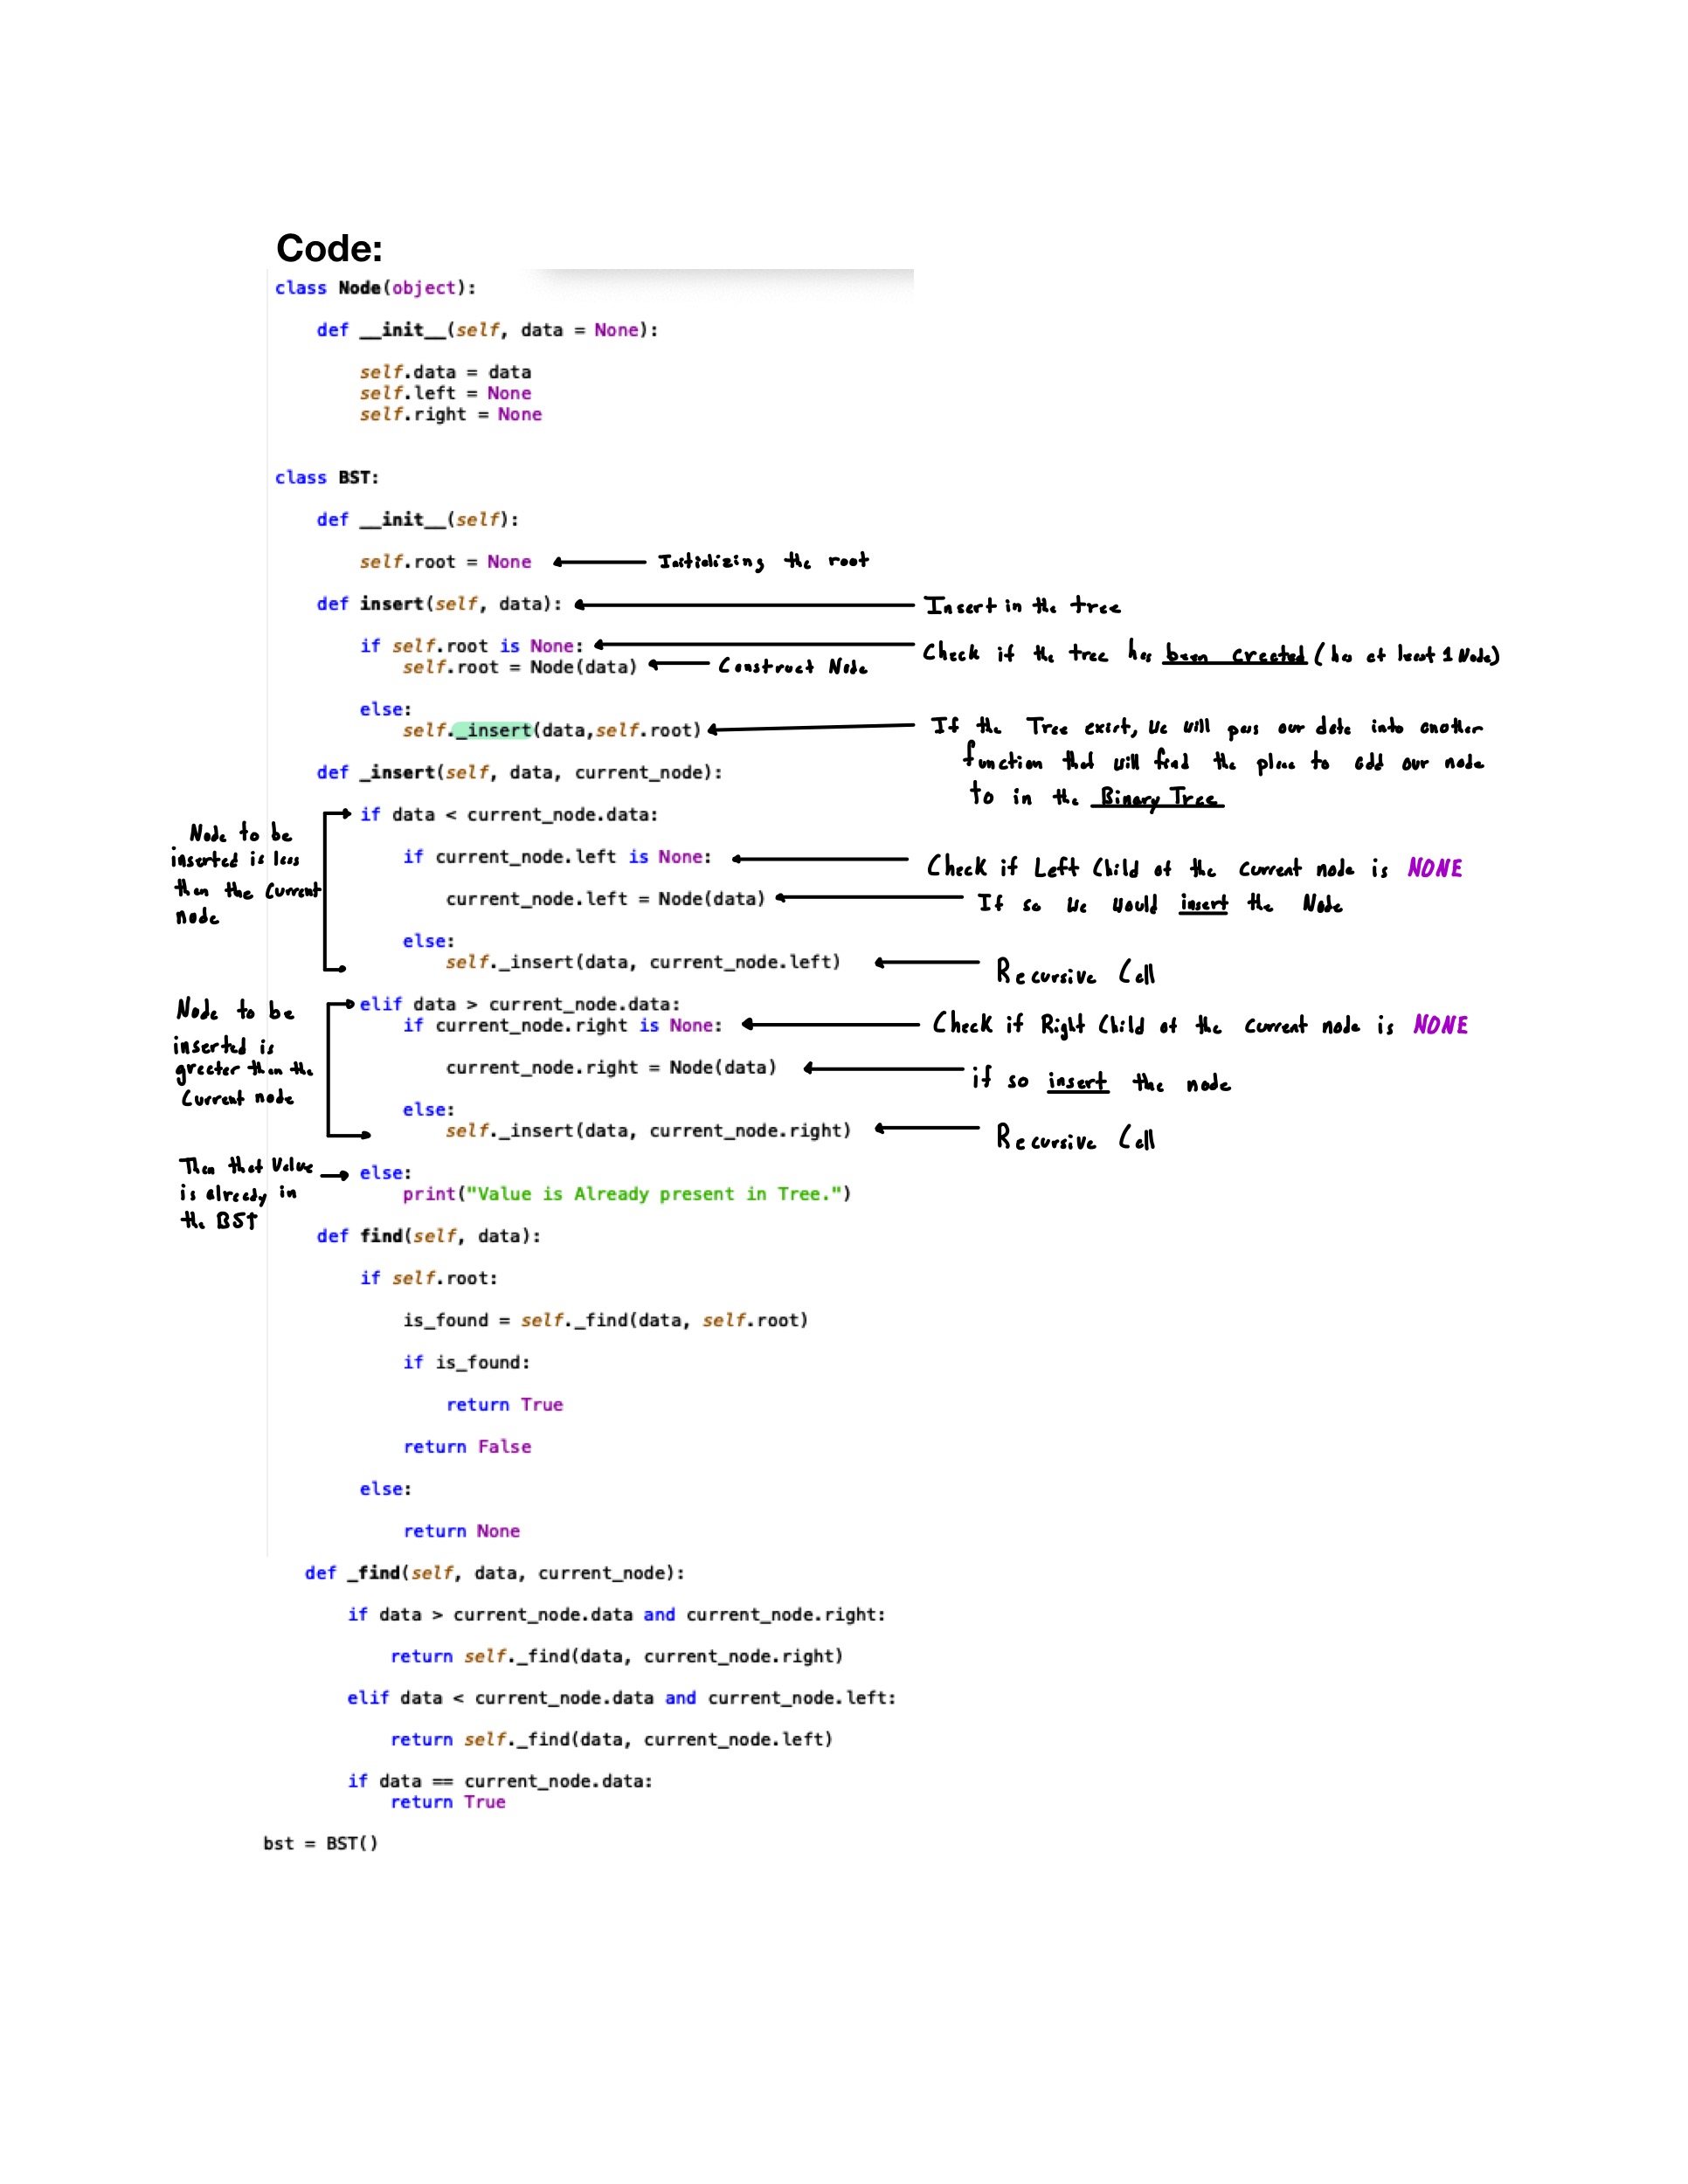 Code:
class Node(object):
def __init__(self, data = None):
self.data = data
self.left = None
self.right = None
class BST:
def __init__(self):
self.root = None
Initializing the root
def insert(self, data):
Insert in the tree
if self.root is None:
Check if the tree has been created (has at least 1 Node)
self.root = Node(data)
Construct Node
else:
self._insert(data,self.root)
If the Tree exist, we will pass our data into another
function that will find the place to add our node
to in the Binary Tree
def _insert(self, data, current_node):
Node to be
inserted is less
than the Current
node
if data < current_node.data:
if current_node.left is None:
Check if Left Child of the current node is NONE
current_node.left = Node(data)
If so we would insert the Node
else:
self._insert(data, current_node.left)
Recursive Call
Node to be
inserted is
greater than the
Current node
elif data > current_node.data:
if current_node.right is None:
Check if Right Child of the current node is NONE
current_node.right = Node(data)
if so insert the node
else:
self._insert(data, current_node.right)
Recursive Call
Then that Value
is already in
the BST
else:
print("Value is Already present in Tree.")
def find(self, data):
if self.root:
is_found = self._find(data, self.root)
if is_found:
return True
return False
else:
return None
def _find(self, data, current_node):
if data > current_node.data and current_node.right:
return self._find(data, current_node.right)
elif data < current_node.data and current_node.left:
return self._find(data, current_node.left)
if data == current_node.data:
return True
bst = BST()